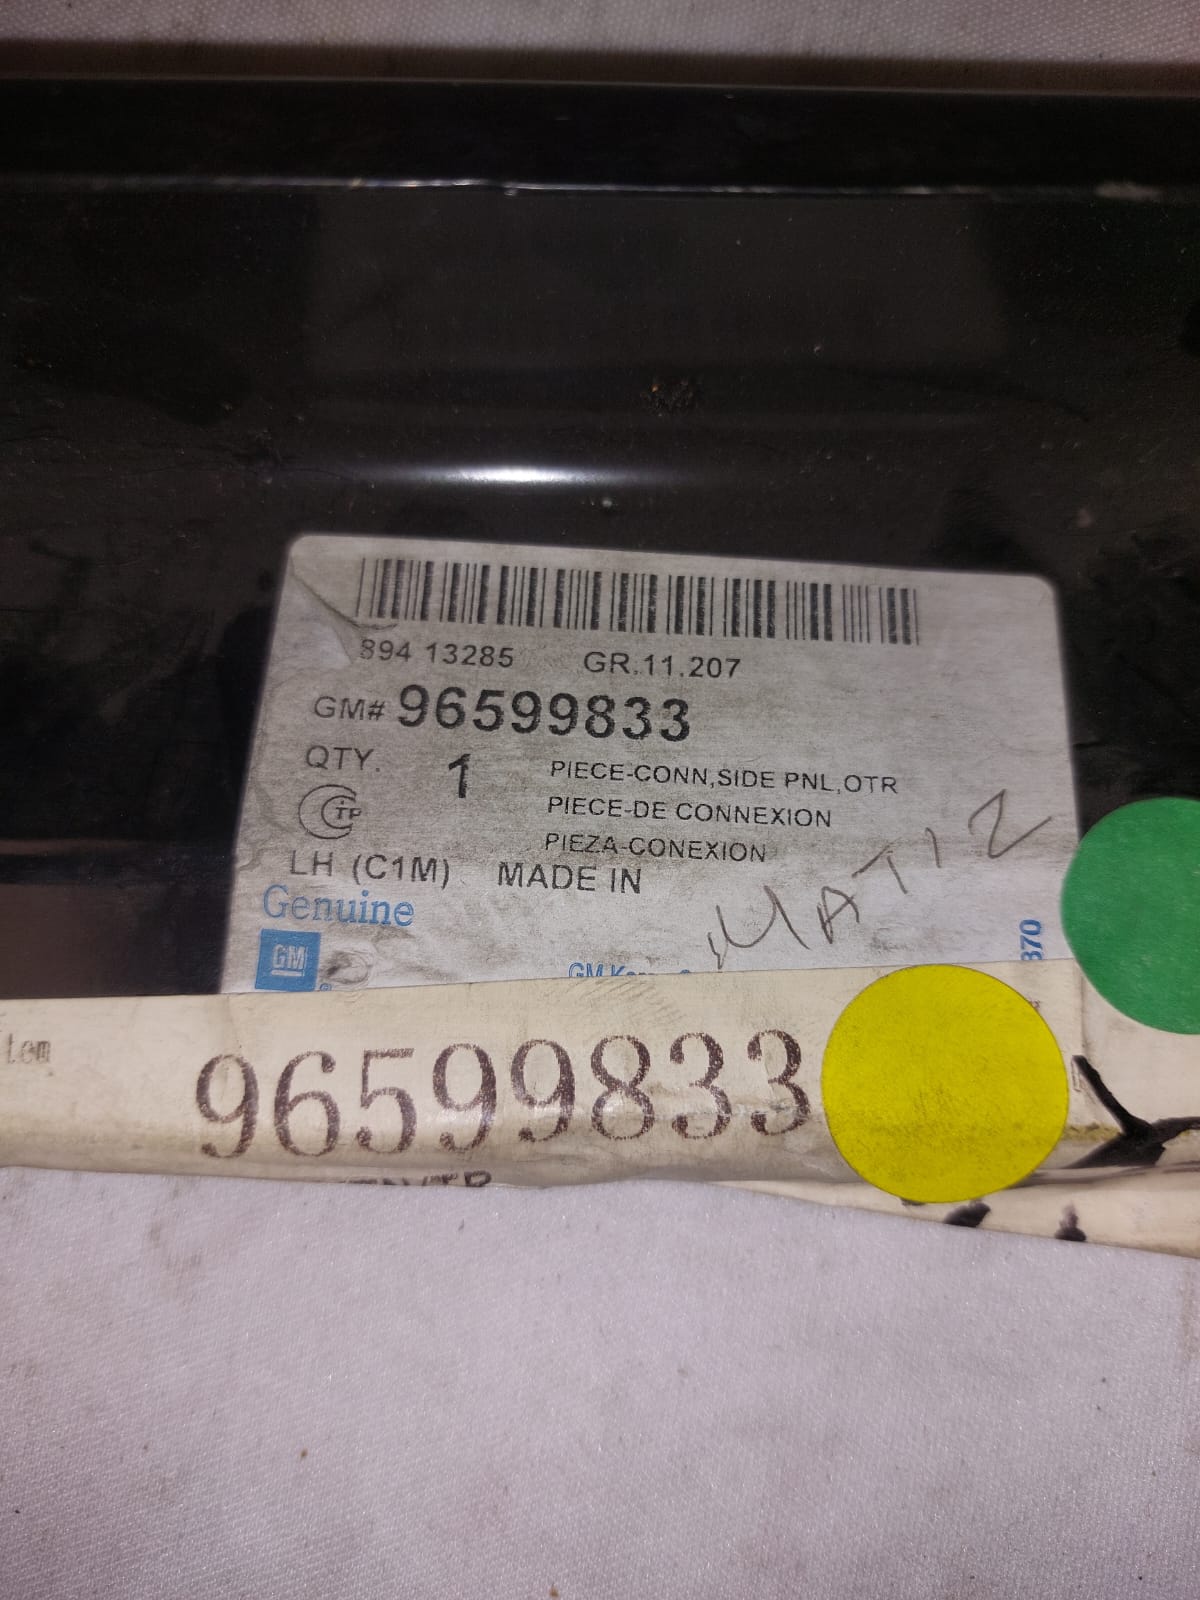 894 13285 GR.11.207
GM# 96599833
QTY. 1 PIECE-CONN,SIDE PNL,OTR
PIECE-DE CONNEXION
PIEZA-CONEXION
LH (C1M) MADE IN
MATIZ
Genuine
GM
GM
370
96599833